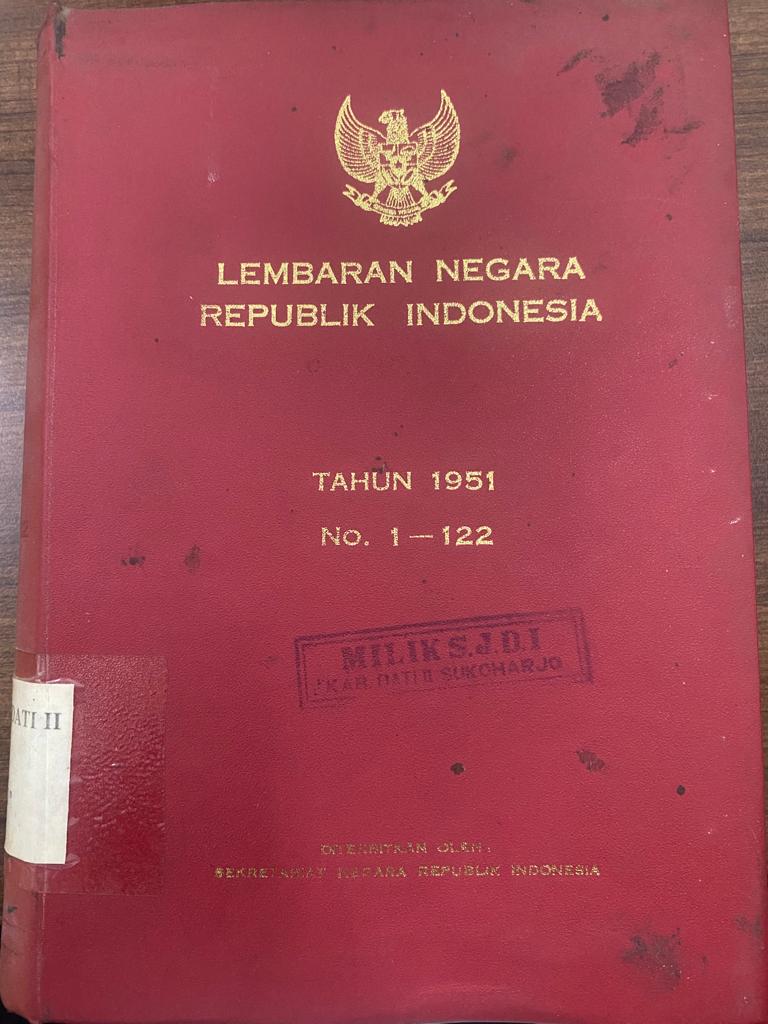 LEMBARAN NEGARA
REPUBLIK INDONESIA
TAHUN 1951
No. 1 — 122
MILIK S.J.D.I
KAB. DATI II SUKOHARJO
DATI II
DITERBITKAN OLEH :
SEKRETARIAT NEGARA REPUBLIK INDONESIA